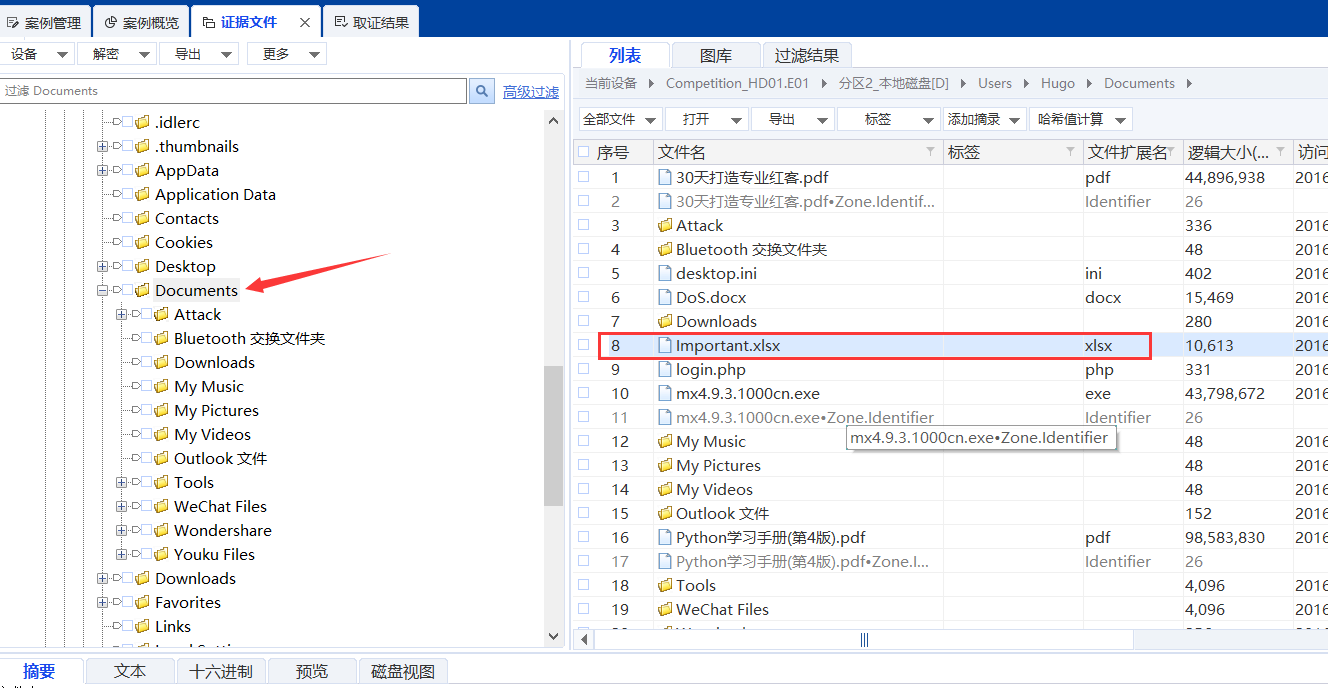 案例管理 案例概览 证据文件 取证结果
设备 解密 导出 更多
过滤 Documents 高级过滤
.idlerc
.thumbnails
AppData
Application Data
Contacts
Cookies
Desktop
Documents
Attack
Bluetooth 交换文件夹
Downloads
My Music
My Pictures
My Videos
Outlook 文件
Tools
WeChat Files
Wondershare
Youku Files
Downloads
Favorites
Links
列表 图库 过滤结果
当前设备 Competition_HD01.E01 分区2_本地磁盘[D] Users Hugo Documents
全部文件 打开 导出 标签 添加摘录 哈希值计算
序号 文件名 标签 文件扩展名 逻辑大小(... 访问
1 30天打造专业红客.pdf pdf 44,896,938 2016
2 30天打造专业红客.pdf•Zone.Identif... Identifier 26
3 Attack 336 2016
4 Bluetooth 交换文件夹 48 2016
5 desktop.ini ini 402 2016
6 DoS.docx docx 15,469 2016
7 Downloads 280 2016
8 Important.xlsx xlsx 10,613 2016
9 login.php php 331 2016
10 mx4.9.3.1000cn.exe exe 43,798,672 2016
11 mx4.9.3.1000cn.exe•Zone.Identifier Identifier 26
mx4.9.3.1000cn.exe•Zone.Identifier
12 My Music 48 2016
13 My Pictures 48 2016
14 My Videos 48 2016
15 Outlook 文件 152 2016
16 Python学习手册(第4版).pdf pdf 98,583,830 2016
17 Python学习手册(第4版).pdf•Zone.I... Identifier 26
18 Tools 4,096 2016
19 WeChat Files 4,096 2016
摘要 文本 十六进制 预览 磁盘视图